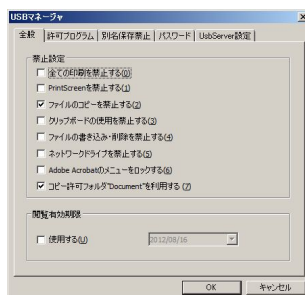 USBマネージャ
全般 許可プログラム 別名保存禁止 パスワード UsbServer設定
禁止設定
全ての印刷を禁止する(0)
PrintScreenを禁止する(1)
ファイルのコピーを禁止する(2)
クリップボードの使用を禁止する(3)
ファイルの書き込み・削除を禁止する(4)
ネットワークドライブを禁止する(5)
Adobe Acrobatのメニューをロックする(6)
コピー許可フォルダ"Document"を利用する (7)
閲覧有効期限
使用する(U) 2012/08/16
OK キャンセル